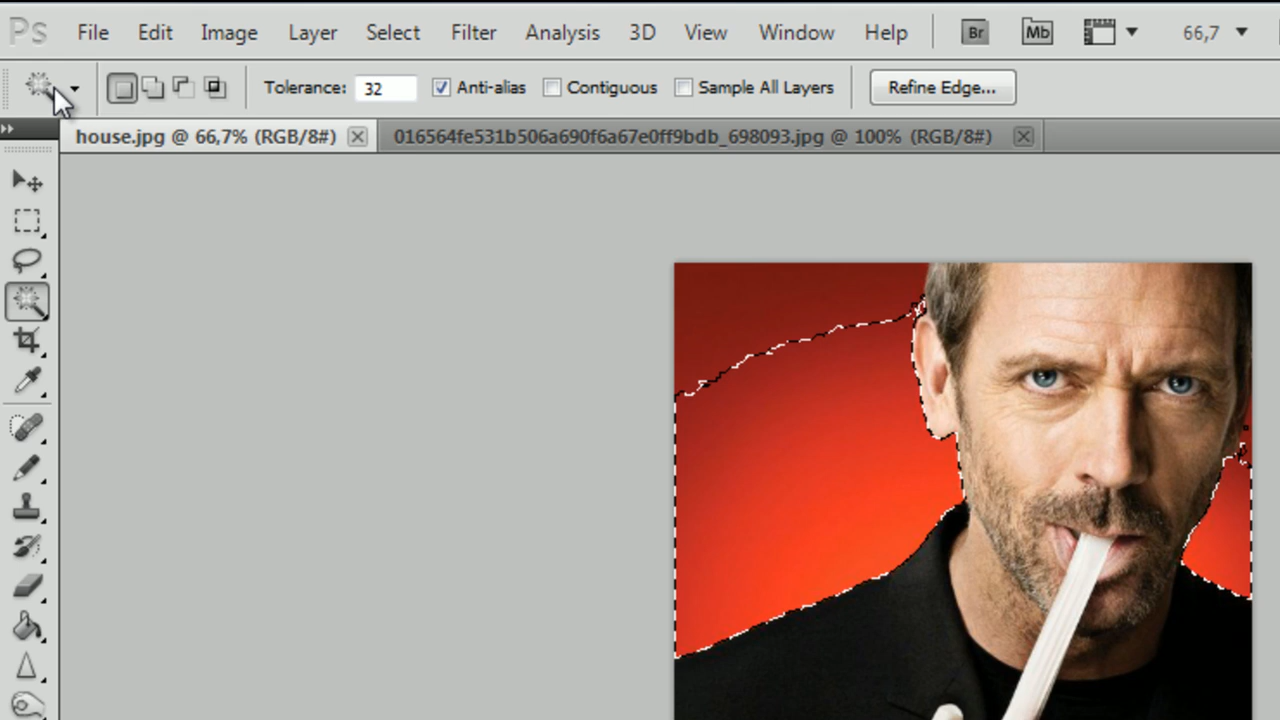 Ps File Edit Image Layer Select Filter Analysis 3D View Window Help Br Mb 66,7
Tolerance: 32 Anti-alias Contiguous Sample All Layers Refine Edge...
house.jpg @ 66,7% (RGB/8#) 016564fe531b506a690f6a67e0ff9bdb_698093.jpg @ 100% (RGB/8#)